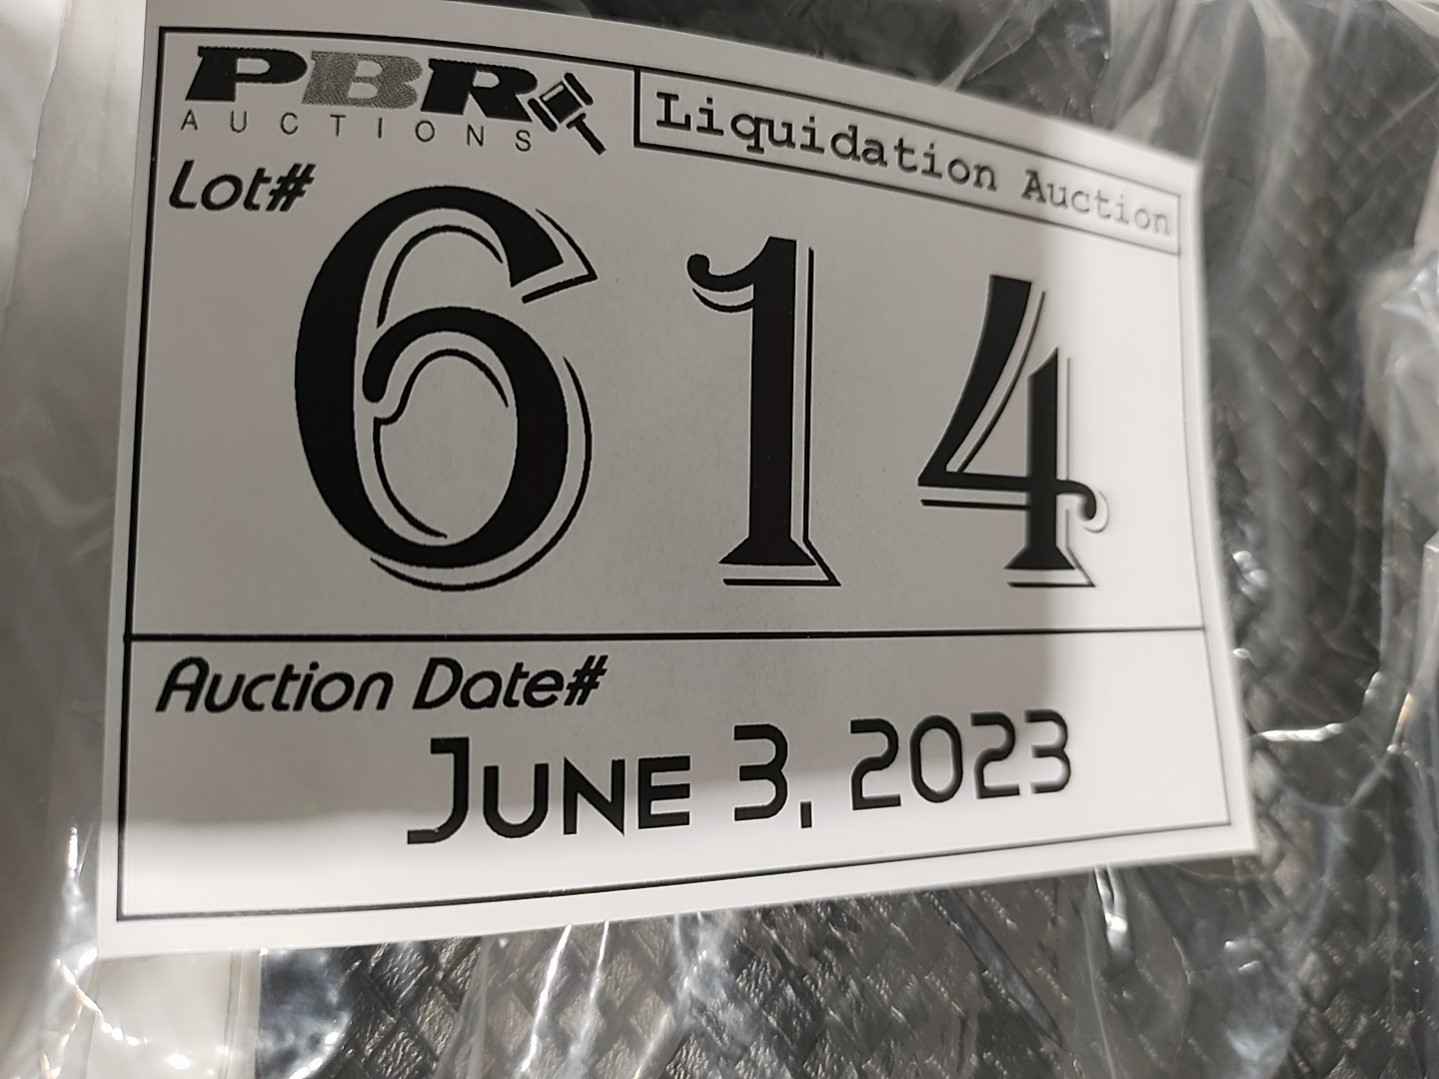 PBR
AUCTIONS
Liquidation Auction
Lot#
614
Auction Date#
JUNE 3, 2023